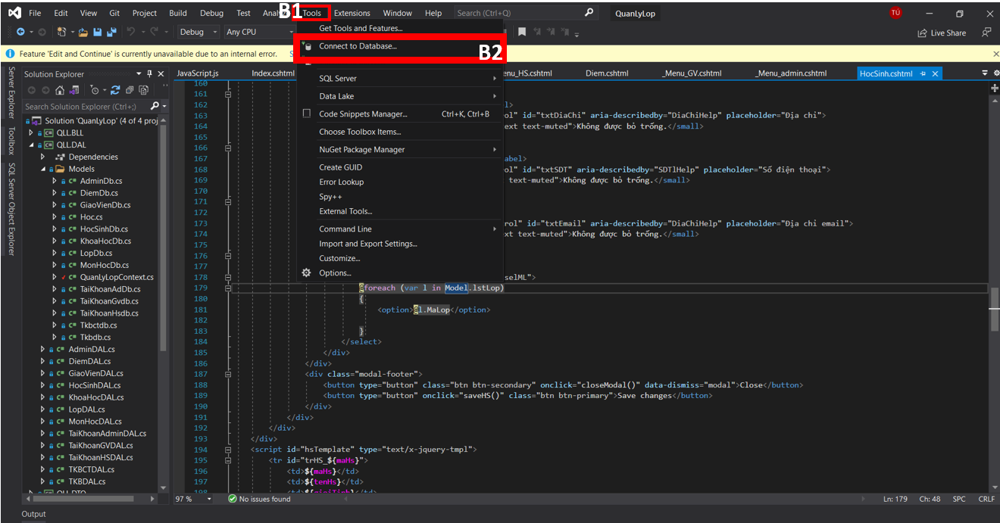 File Edit View Git Project Build Debug Test B1 Tools Extensions Window Help Search (Ctrl+Q) QuanLyLop TÚ
Debug Any CPU Live Share
Feature 'Edit and Continue' is currently unavailable due to an internal error.
Get Tools and Features...
Connect to Database... B2
SQL Server
Data Lake
Code Snippets Manager... Ctrl+K, Ctrl+B
Choose Toolbox Items...
NuGet Package Manager
Create GUID
Error Lookup
Spy++
External Tools...
Command Line
Import and Export Settings...
Customize...
Options...
Server Explorer
Toolbox
SQL Server Object Explorer
Solution Explorer
Search Solution Explorer (Ctrl+;)
Solution 'QuanLyLop' (4 of 4 proj
QLL.BLL
QLL.DAL
Dependencies
Models
AdminDb.cs
DiemDb.cs
GiaoVienDb.cs
Hoc.cs
HocSinhDb.cs
KhoaHocDb.cs
LopDb.cs
MonHocDb.cs
QuanLyLopContext.cs
TaiKhoanAdDb.cs
TaiKhoanGvdb.cs
TaiKhoanHsdb.cs
Tkbctdb.cs
Tkbdb.cs
AdminDAL.cs
DiemDAL.cs
GiaoVienDAL.cs
HocSinhDAL.cs
KhoaHocDAL.cs
LopDAL.cs
MonHocDAL.cs
TaiKhoanAdminDAL.cs
TaiKhoanGVDAL.cs
TaiKhoanHSDAL.cs
TKBCTDAL.cs
TKBDAL.cs
QLL.DTO
JavaScript.js Index.cshtml enu_HS.cshtml Diem.cshtml _Menu_GV.cshtml _Menu_admin.cshtml HocSinh.cshtml
160
161
162 l>
163 ol" id="txtDiaChi" aria-describedby="DiaChiHelp" placeholder="Địa chỉ">
164 ext text-muted">Không được bỏ trống.</small>
165
166
167 abel>
168 ol" id="txtSDT" aria-describedby="SDTlHelp" placeholder="Số điện thoại">
169 t text-muted">Không được bỏ trống.</small>
170
171
172
173 rol" id="txtEmail" aria-describedby="DiaChiHelp" placeholder="Địa chỉ email">
174 xt text-muted">Không được bỏ trống.</small>
175
176
177
178 selML">
179 @foreach (var l in Model.lstLop)
180 {
181 <option>@l.MaLop</option>
182
183 }
184 </select>
185 </div>
186 </div>
187 <div class="modal-footer">
188 <button type="button" class="btn btn-secondary" onclick="closeModal()" data-dismiss="modal">Close</button>
189 <button type="button" onclick="saveHS()" class="btn btn-primary">Save changes</button>
190 </div>
191 </div>
192 </div>
193 </div>
194 <script id="hsTemplate" type="text/x-jquery-tmpl">
195 <tr id="trHS_${maHs}">
196 <td>${maHs}</td>
197 <td>${tenHs}</td>
198 <td>${gioiTinh}</td>
97 % No issues found Ln: 179 Ch: 48 SPC CRLF
Output